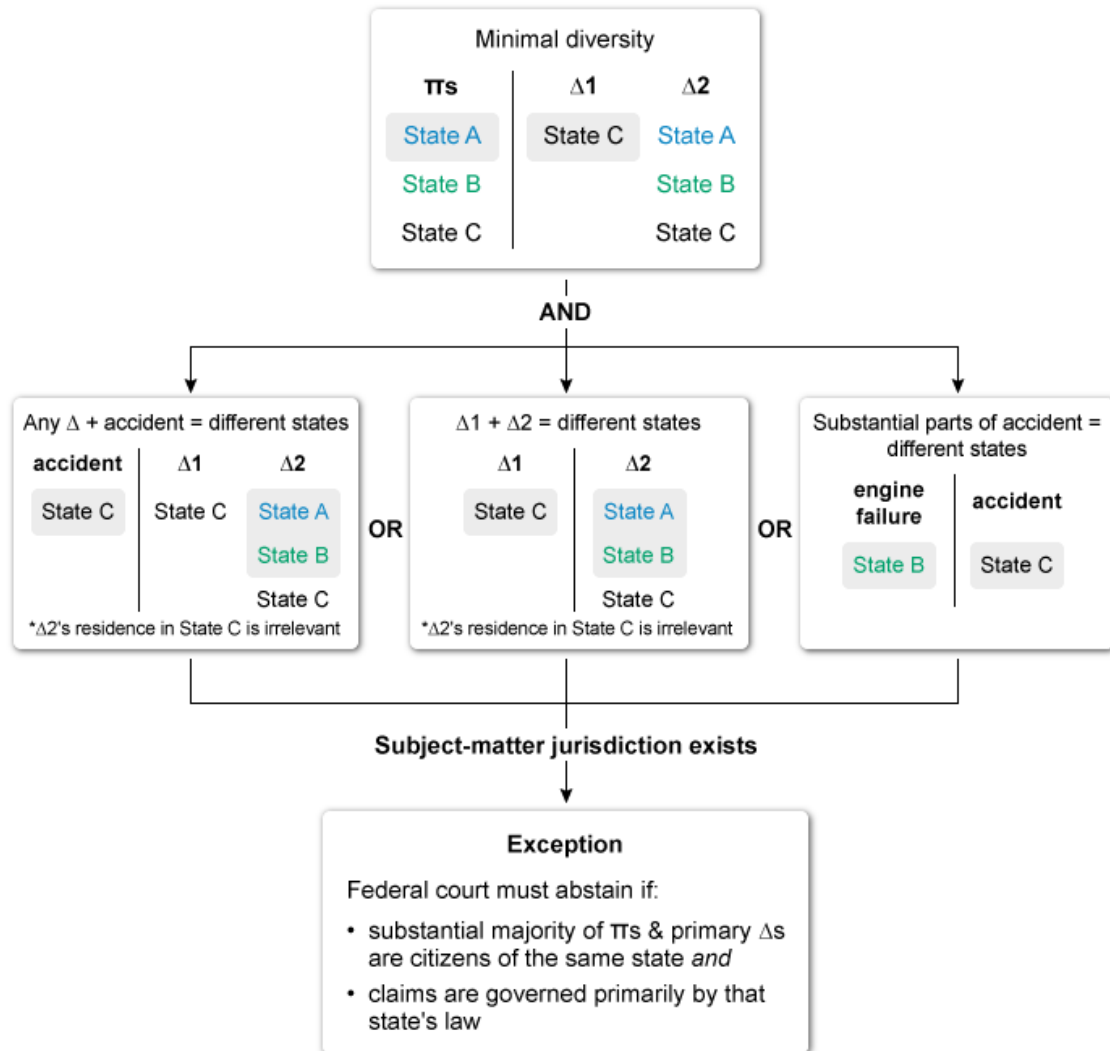 Minimal diversity
πs Δ1 Δ2
State A State C State A
State B State B
State C State C
AND
Any Δ + accident = different states
accident Δ1 Δ2
State C State C State A
State B
State C
*Δ2's residence in State C is irrelevant
OR
Δ1 + Δ2 = different states
Δ1 Δ2
State C State A
State B
State C
*Δ2's residence in State C is irrelevant
OR
Substantial parts of accident =
different states
engine
failure
accident
State B State C
Subject-matter jurisdiction exists
Exception
Federal court must abstain if:
• substantial majority of πs & primary Δs
are citizens of the same state and
• claims are governed primarily by that
state's law